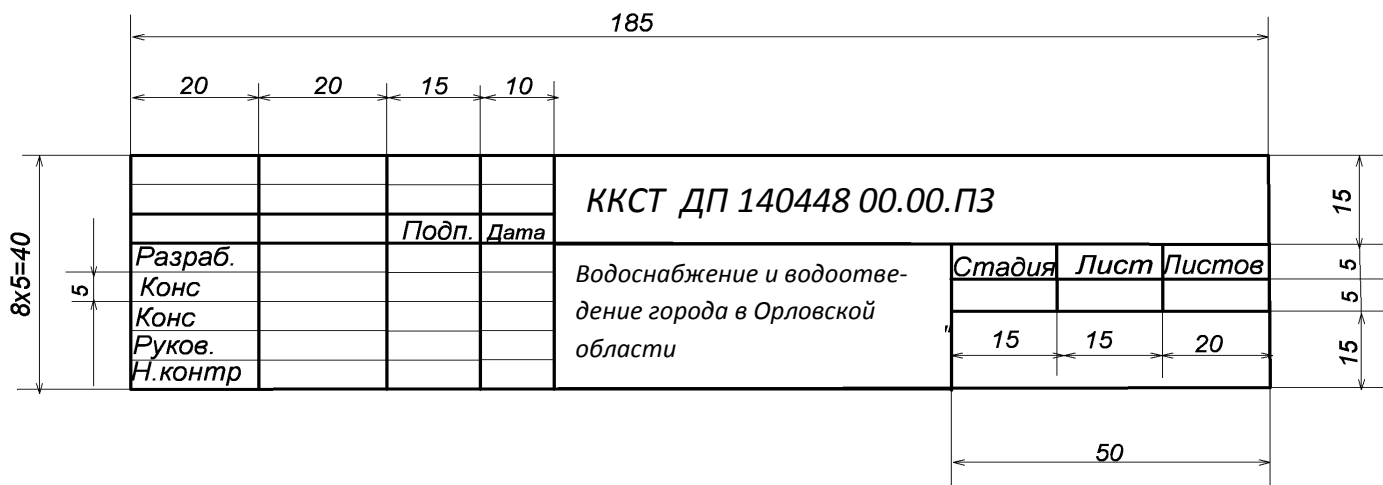 185
20 20 15 10
ККСТ ДП 140448 00.00.ПЗ
15
Подп. Дата
8x5=40
Разраб.
Водоснабжение и водоотве-
Стадия Лист Листов
5
5
Конс
дение города в Орловской
5
Конс
области
"
15 15 20
15
Руков.
Н.контр
50